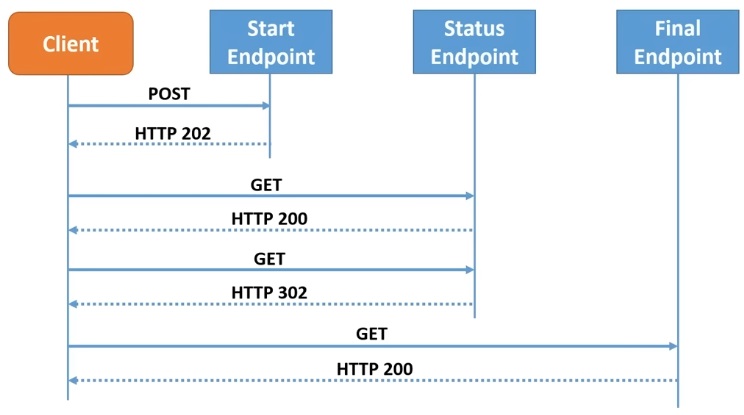 Client
Start
Endpoint
Status
Endpoint
Final
Endpoint
POST
HTTP 202
GET
HTTP 200
GET
HTTP 302
GET
HTTP 200